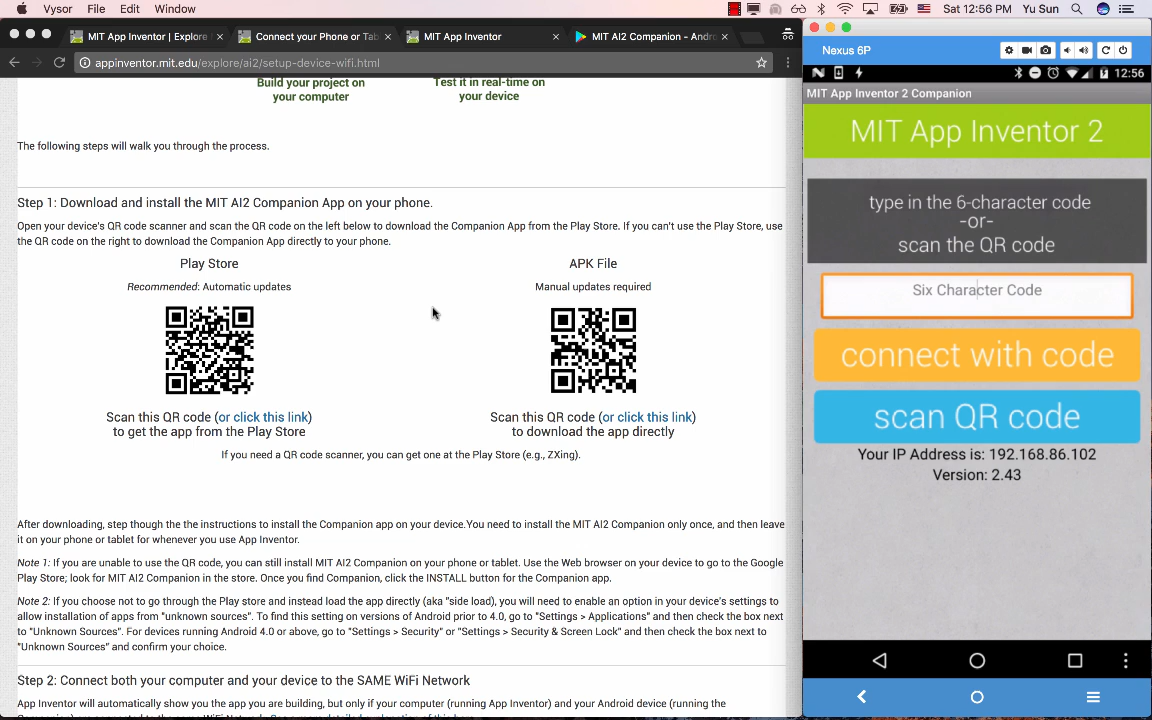 Vysor File Edit Window
Sat 12:56 PM Yu Sun
MIT App Inventor | Explore
Connect your Phone or Tab
MIT App Inventor
MIT AI2 Companion - Andro
appinventor.mit.edu/explore/ai2/setup-device-wifi.html
Build your project on
your computer
Test it in real-time on
your device
The following steps will walk you through the process.
Step 1: Download and install the MIT AI2 Companion App on your phone.
Open your device's QR code scanner and scan the QR code on the left below to download the Companion App from the Play Store. If you can't use the Play Store, use
the QR code on the right to download the Companion App directly to your phone.
Play Store
Recommended: Automatic updates
Scan this QR code (or click this link)
to get the app from the Play Store
APK File
Manual updates required
Scan this QR code (or click this link)
to download the app directly
If you need a QR code scanner, you can get one at the Play Store (e.g., ZXing).
After downloading, step though the the instructions to install the Companion app on your device.You need to install the MIT AI2 Companion only once, and then leave
it on your phone or tablet for whenever you use App Inventor.
Note 1: If you are unable to use the QR code, you can still install MIT AI2 Companion on your phone or tablet. Use the Web browser on your device to go to the Google
Play Store; look for MIT AI2 Companion in the store. Once you find Companion, click the INSTALL button for the Companion app.
Note 2: If you choose not to go through the Play store and instead load the app directly (aka "side load), you will need to enable an option in your device's settings to
allow installation of apps from "unknown sources". To find this setting on versions of Android prior to 4.0, go to "Settings > Applications" and then check the box next
to "Unknown Sources". For devices running Android 4.0 or above, go to "Settings > Security" or "Settings > Security & Screen Lock" and then check the box next to
"Unknown Sources" and confirm your choice.
Step 2: Connect both your computer and your device to the SAME WiFi Network
App Inventor will automatically show you the app you are building, but only if your computer (running App Inventor) and your Android device (running the
Nexus 6P
12:56
MIT App Inventor 2 Companion
MIT App Inventor 2
type in the 6-character code
-or-
scan the QR code
Six Character Code
connect with code
scan QR code
Your IP Address is: 192.168.86.102
Version: 2.43